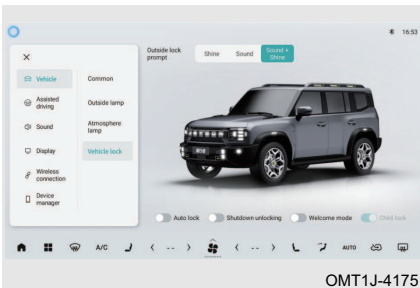 16:53
Outside lock
prompt
Shine
Sound
Sound +
Shine
Vehicle
Common
Assisted
driving
Outside lamp
Sound
Atmosphere
lamp
Display
Vehicle lock
Wireless
connection
Device
manager
Auto lock
Shutdown unlocking
Welcome mode
Child lock
A/C
< -- >
< -- >
AUTO
OMT1J-4175